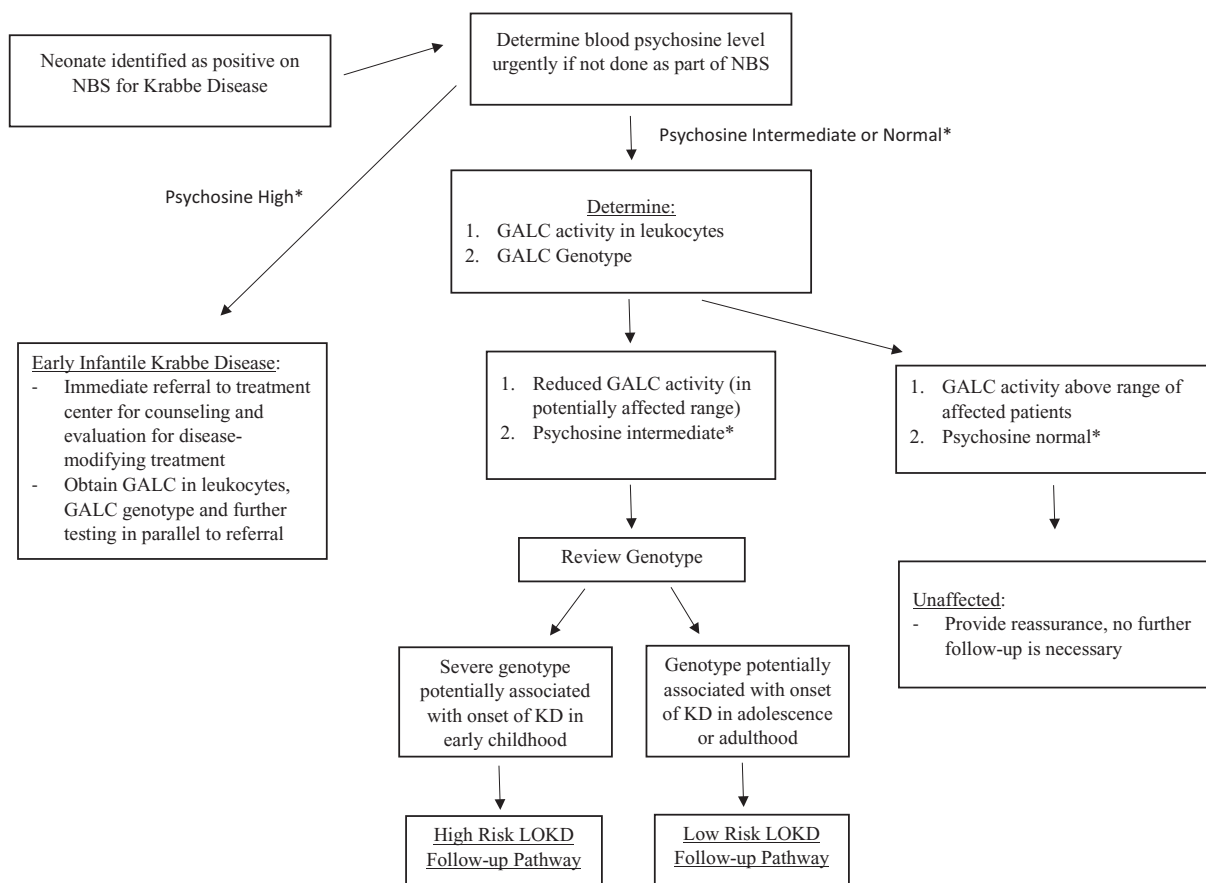 Neonate identified as positive on
NBS for Krabbe Disease
Determine blood psychosine level
urgently if not done as part of NBS
Psychosine Intermediate or Normal*
Psychosine High*
Determine:
1. GALC activity in leukocytes
2. GALC Genotype
Early Infantile Krabbe Disease:
- Immediate referral to treatment
center for counseling and
evaluation for disease-
modifying treatment
- Obtain GALC in leukocytes,
GALC genotype and further
testing in parallel to referral
1. Reduced GALC activity (in
potentially affected range)
2. Psychosine intermediate*
1. GALC activity above range of
affected patients
2. Psychosine normal*
Review Genotype
Unaffected:
- Provide reassurance, no further
follow-up is necessary
Severe genotype
potentially associated
with onset of KD in
early childhood
Genotype potentially
associated with onset
of KD in adolescence
or adulthood
High Risk LOKD
Follow-up Pathway
Low Risk LOKD
Follow-up Pathway